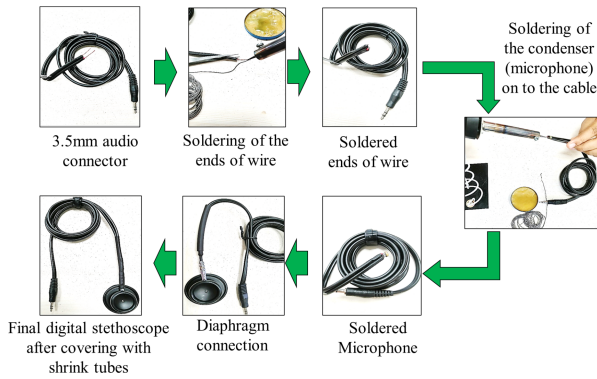 3.5mm audio
connector
Soldering of the
ends of wire
Soldered
ends of wire
Soldering of
the condenser
(microphone)
on to the cable
Soldered
Microphone
Diaphragm
connection
Final digital stethoscope
after covering with
shrink tubes